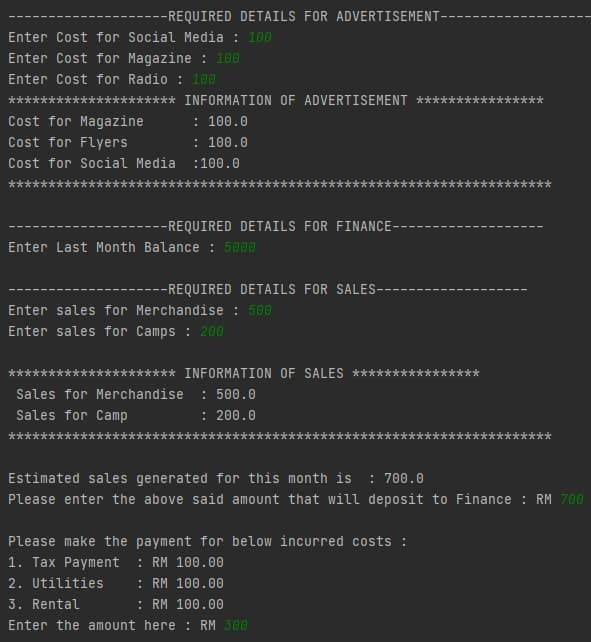 --------------------REQUIRED DETAILS FOR ADVERTISEMENT-------------------
Enter Cost for Social Media : 100
Enter Cost for Magazine : 100
Enter Cost for Radio : 100
********************* INFORMATION OF ADVERTISEMENT ****************
Cost for Magazine      : 100.0
Cost for Flyers        : 100.0
Cost for Social Media  :100.0
********************************************************************
--------------------REQUIRED DETAILS FOR FINANCE-------------------
Enter Last Month Balance : 5000
--------------------REQUIRED DETAILS FOR SALES-------------------
Enter sales for Merchandise : 500
Enter sales for Camps : 200
********************* INFORMATION OF SALES ****************
 Sales for Merchandise  : 500.0
 Sales for Camp         : 200.0
********************************************************************
Estimated sales generated for this month is  : 700.0
Please enter the above said amount that will deposit to Finance : RM 700
Please make the payment for below incurred costs :
1. Tax Payment  : RM 100.00
2. Utilities    : RM 100.00
3. Rental       : RM 100.00
Enter the amount here : RM 300